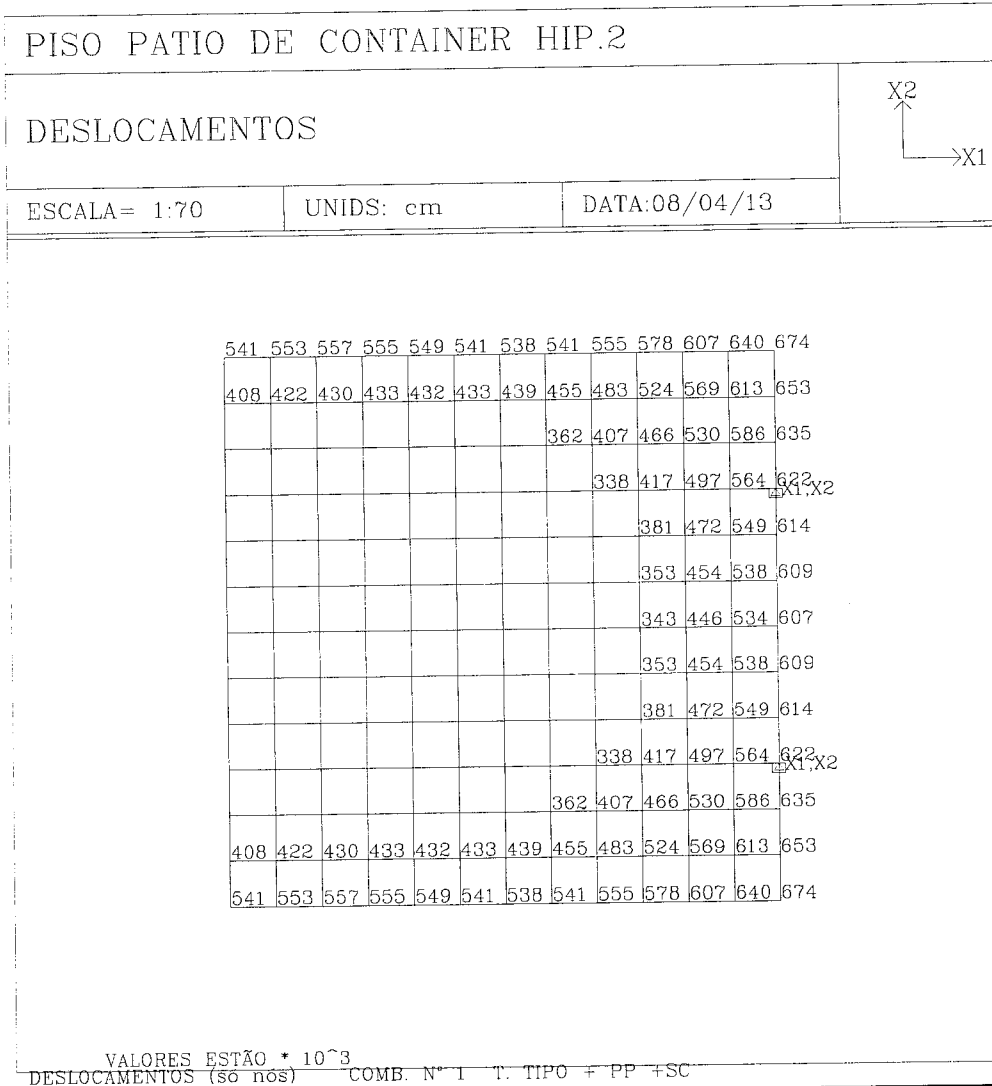 PISO PATIO DE CONTAINER HIP.2
DESLOCAMENTOS
X2
X1
ESCALA= 1:70 UNIDS: cm DATA:08/04/13
541 553 557 555 549 541 538 541 555 578 607 640 674
408 422 430 433 432 433 439 455 483 524 569 613 653
362 407 466 530 586 635
338 417 497 564 622
X1,X2
381 472 549 614
353 454 538 609
343 446 534 607
353 454 538 609
381 472 549 614
338 417 497 564 622
X1,X2
362 407 466 530 586 635
408 422 430 433 432 433 439 455 483 524 569 613 653
541 553 557 555 549 541 538 541 555 578 607 640 674
VALORES ESTÃO * 10^3
DESLOCAMENTOS (só nós) COMB. N° 1 T. TIPO + PP +SC